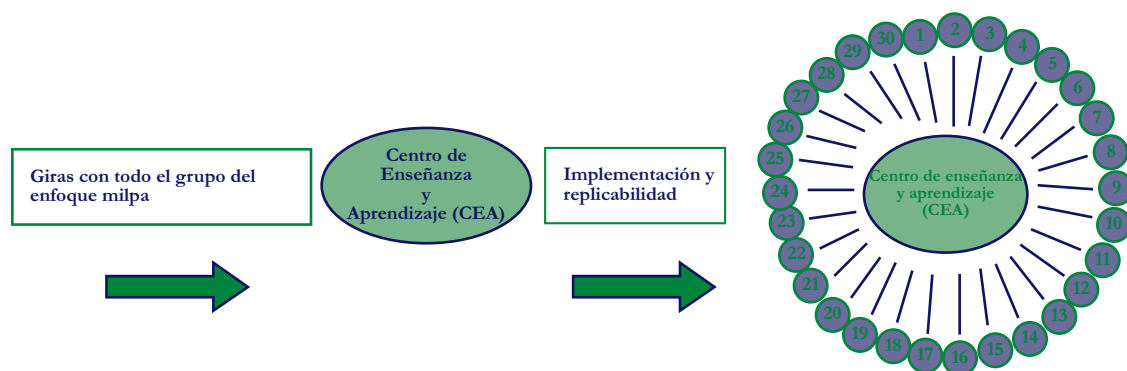 Giras con todo el grupo del
enfoque milpa
Centro de
Enseñanza
y
Aprendizaje (CEA)
Implementación y
replicabilidad
Centro de enseñanza
y aprendizaje
(CEA)
1
2
3
4
5
6
7
8
9
10
11
12
13
14
15
16
17
18
19
20
21
22
23
24
25
26
27
28
29
30